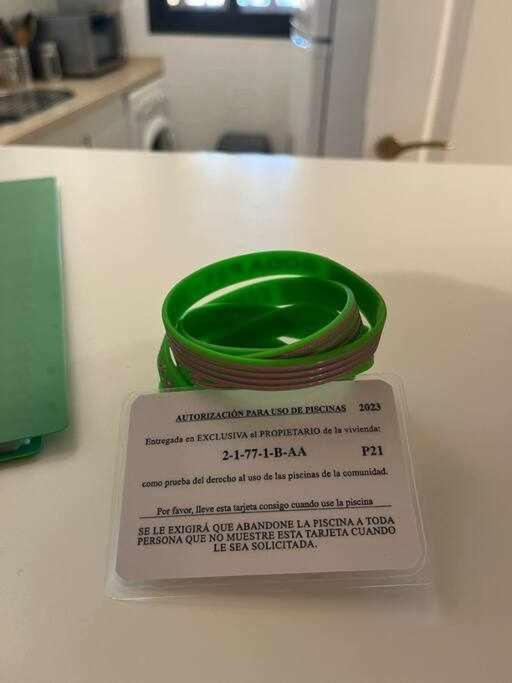 AUTORIZACIÓN PARA USO DE PISCINAS 2023
Entregada en EXCLUSIVA al PROPIETARIO de la vivienda:
2-1-77-1-B-AA P21
como prueba del derecho al uso de las piscinas de la comunidad.
Por favor, lleve esta tarjeta consigo cuando use la piscina
SE LE EXIGIRÁ QUE ABANDONE LA PISCINA A TODA
PERSONA QUE NO MUESTRE ESTA TARJETA CUANDO
LE SEA SOLICITADA.